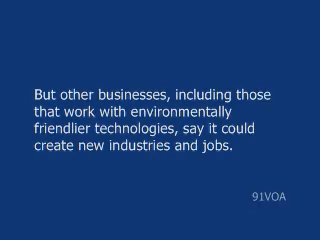 But other businesses, including those
that work with environmentally
friendlier technologies, say it could
create new industries and jobs.
91VOA